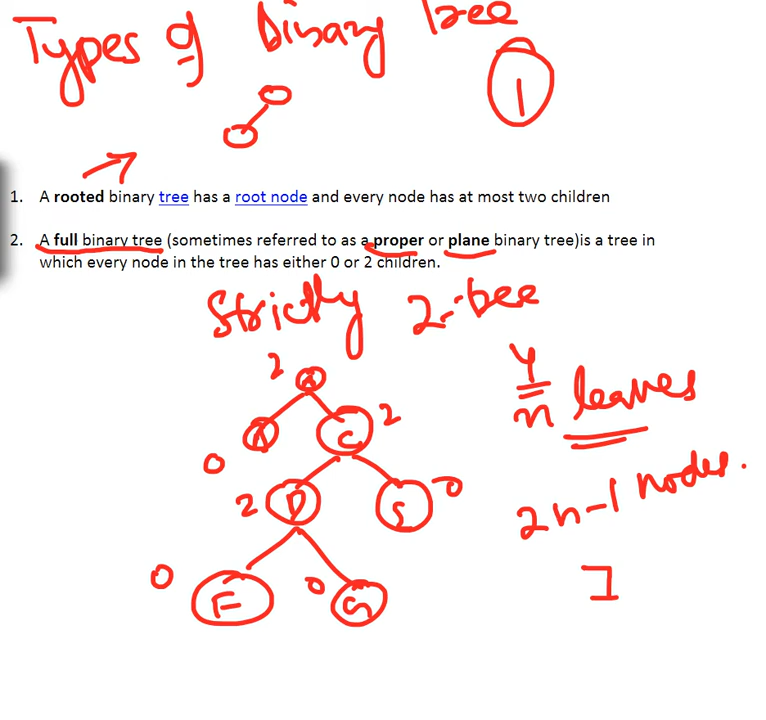 Types of Binary Tree
1
1. A rooted binary tree has a root node and every node has at most two children
2. A full binary tree (sometimes referred to as a proper or plane binary tree)is a tree in
which every node in the tree has either 0 or 2 children.
Strictly 2-tree
2
2
C
0
2 D
S 0
4
n leaves
2n-1 nodes.
0 F
0 G